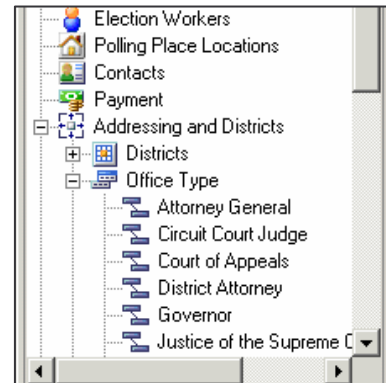 Election Workers
Polling Place Locations
Contacts
Payment
Addressing and Districts
Districts
Office Type
Attorney General
Circuit Court Judge
Court of Appeals
District Attorney
Governor
Justice of the Supreme